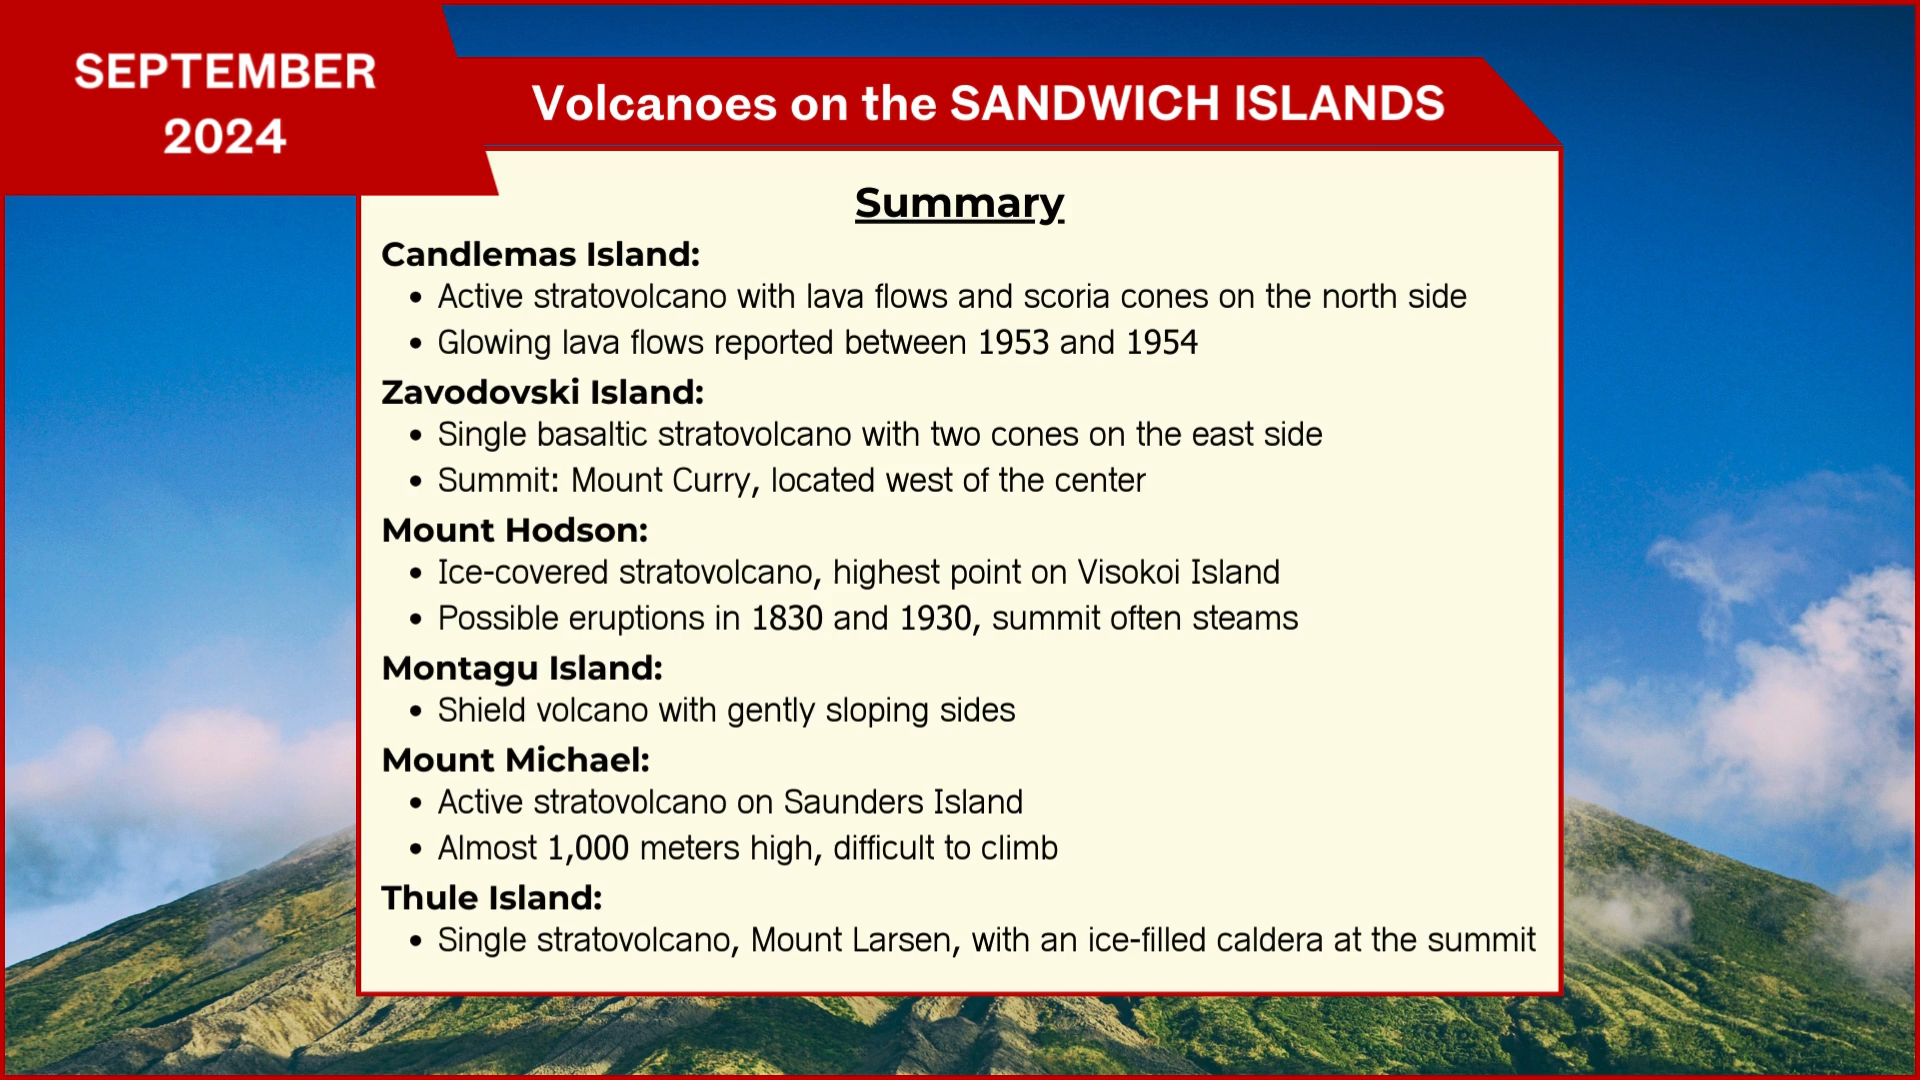 SEPTEMBER
2024
Volcanoes on the SANDWICH ISLANDS
Summary
Candlemas Island:
• Active stratovolcano with lava flows and scoria cones on the north side
• Glowing lava flows reported between 1953 and 1954
Zavodovski Island:
• Single basaltic stratovolcano with two cones on the east side
• Summit: Mount Curry, located west of the center
Mount Hodson:
• Ice-covered stratovolcano, highest point on Visokoi Island
• Possible eruptions in 1830 and 1930, summit often steams
Montagu Island:
• Shield volcano with gently sloping sides
Mount Michael:
• Active stratovolcano on Saunders Island
• Almost 1,000 meters high, difficult to climb
Thule Island:
• Single stratovolcano, Mount Larsen, with an ice-filled caldera at the summit